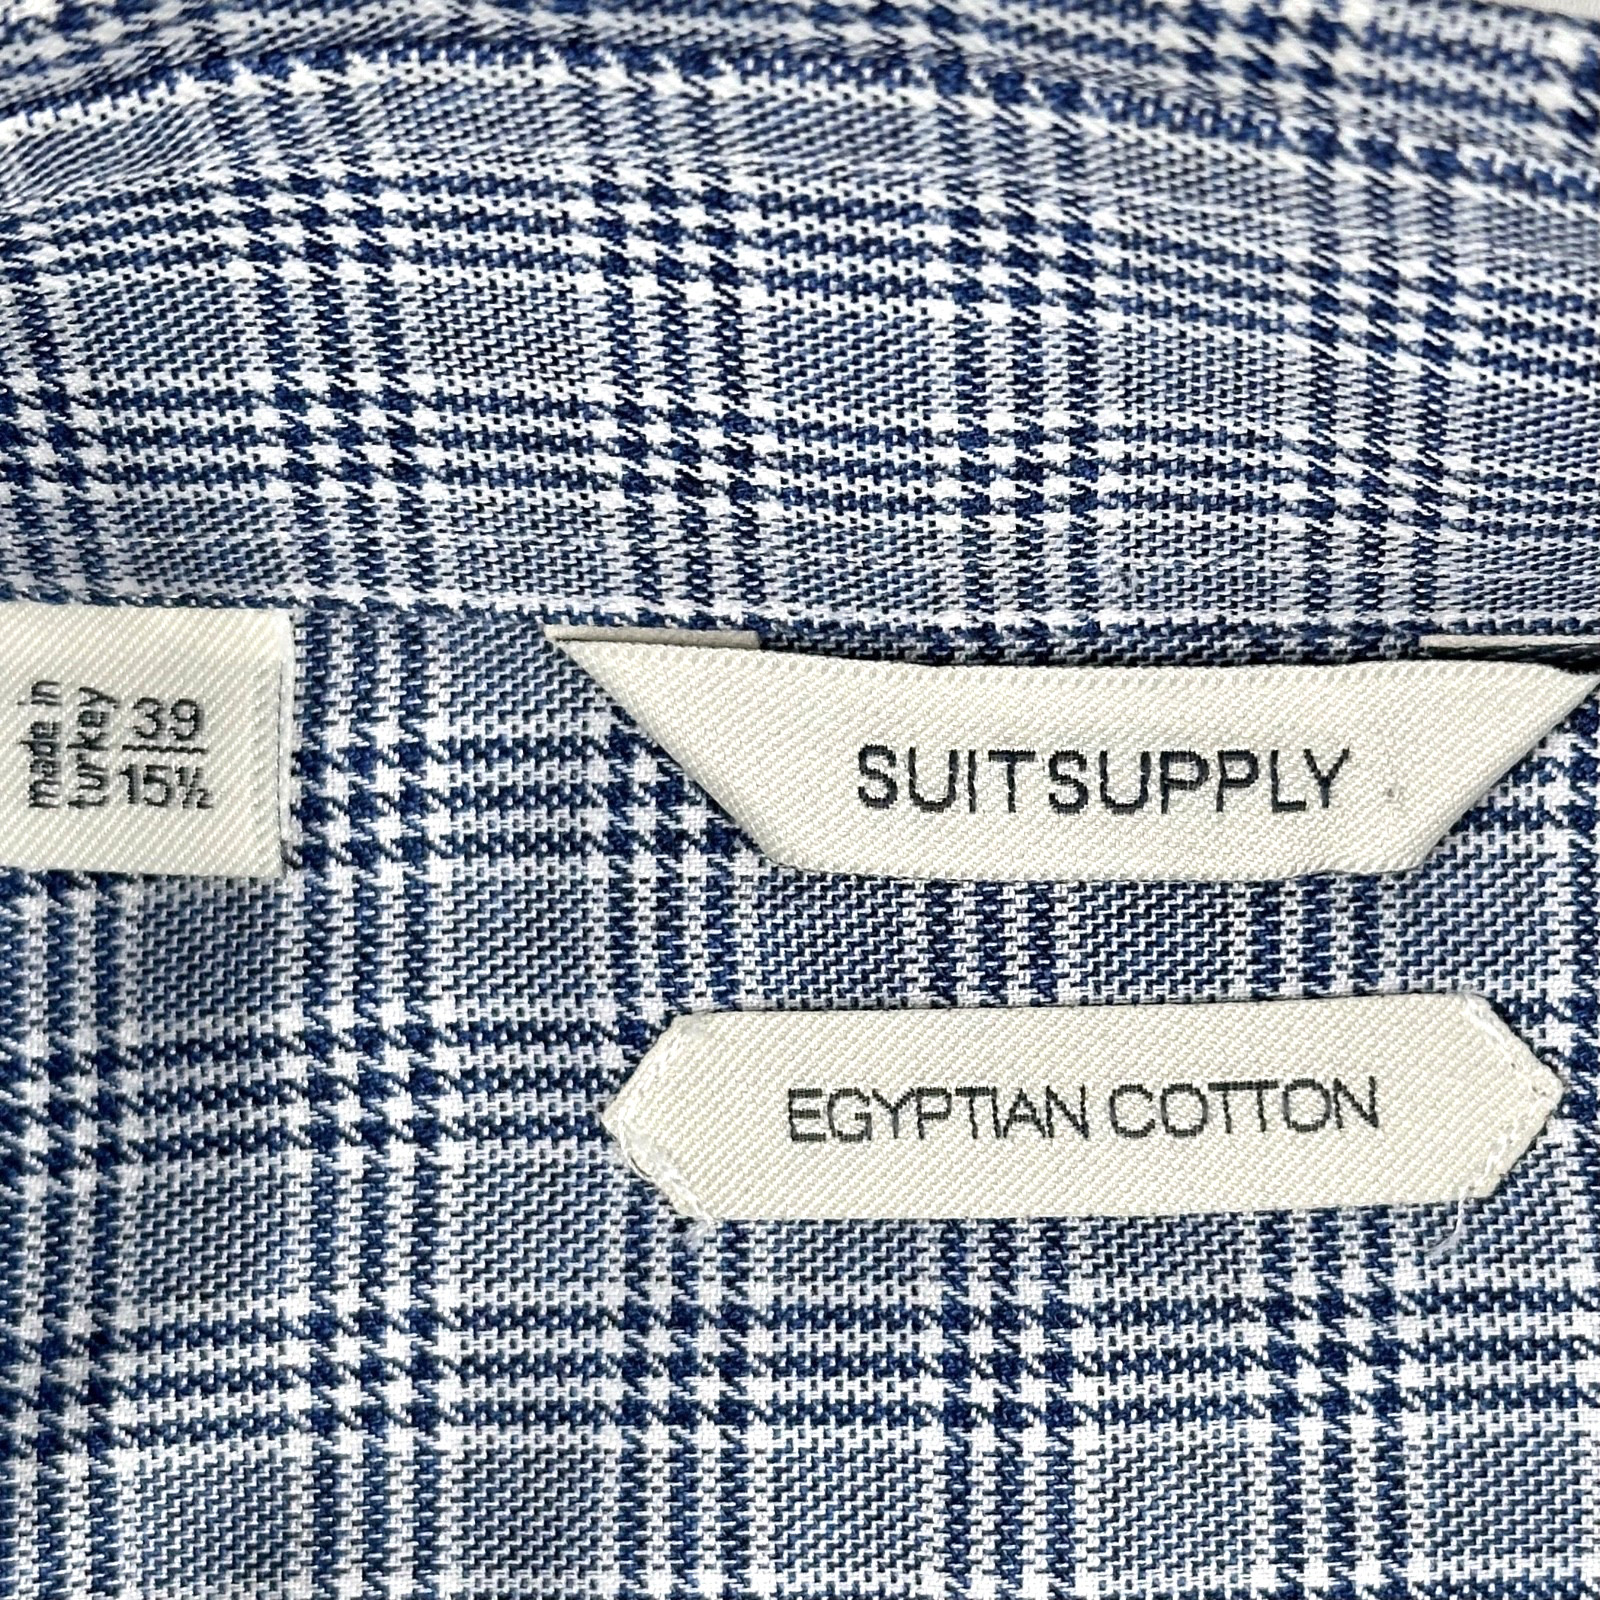 made in
turkey
39
15½
SUITSUPPLY
EGYPTIAN COTTON